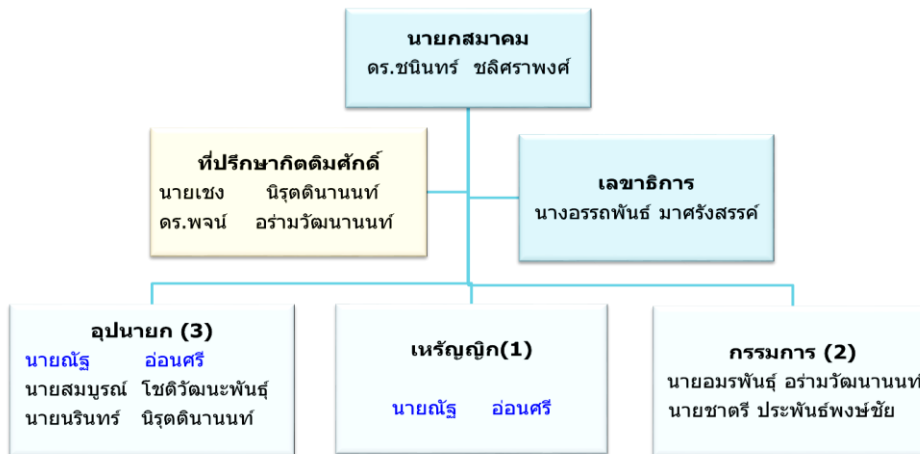 นายกสมาคม
ดร.ชนินทร์ ชลิศราพงศ์
ที่ปรึกษากิตติมศักดิ์
นายเชง นิรุตตินานนท์
ดร.พจน์ อร่ามวัฒนานนท์
เลขาธิการ
นางอรรถพันธ์ มาศรังสรรค์
อุปนายก (3)
นายณัฐ อ่อนศรี
นายสมบูรณ์ โชติวัฒนะพันธุ์
นายนรินทร์ นิรุตตินานนท์
เหรัญญิก(1)
นายณัฐ อ่อนศรี
กรรมการ (2)
นายอมรพันธุ์ อร่ามวัฒนานนท์
นายชาตรี ประพันธ์พงษ์ชัย